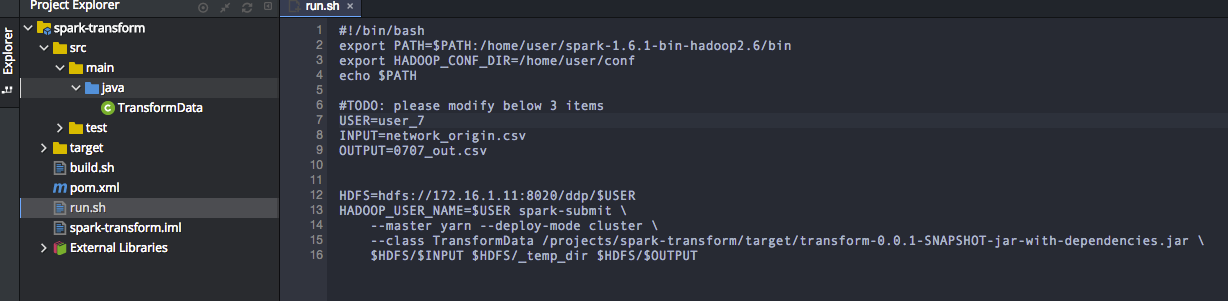 Project Explorer
Explorer
spark-transform
src
main
java
TransformData
test
target
build.sh
pom.xml
run.sh
spark-transform.iml
External Libraries
run.sh ×
1 #!/bin/bash
2 export PATH=$PATH:/home/user/spark-1.6.1-bin-hadoop2.6/bin
3 export HADOOP_CONF_DIR=/home/user/conf
4 echo $PATH
5
6 #TODO: please modify below 3 items
7 USER=user_7
8 INPUT=network_origin.csv
9 OUTPUT=0707_out.csv
10
11
12 HDFS=hdfs://172.16.1.11:8020/ddp/$USER
13 HADOOP_USER_NAME=$USER spark-submit \
14     --master yarn --deploy-mode cluster \
15     --class TransformData /projects/spark-transform/target/transform-0.0.1-SNAPSHOT-jar-with-dependencies.jar \
16     $HDFS/$INPUT $HDFS/_temp_dir $HDFS/$OUTPUT